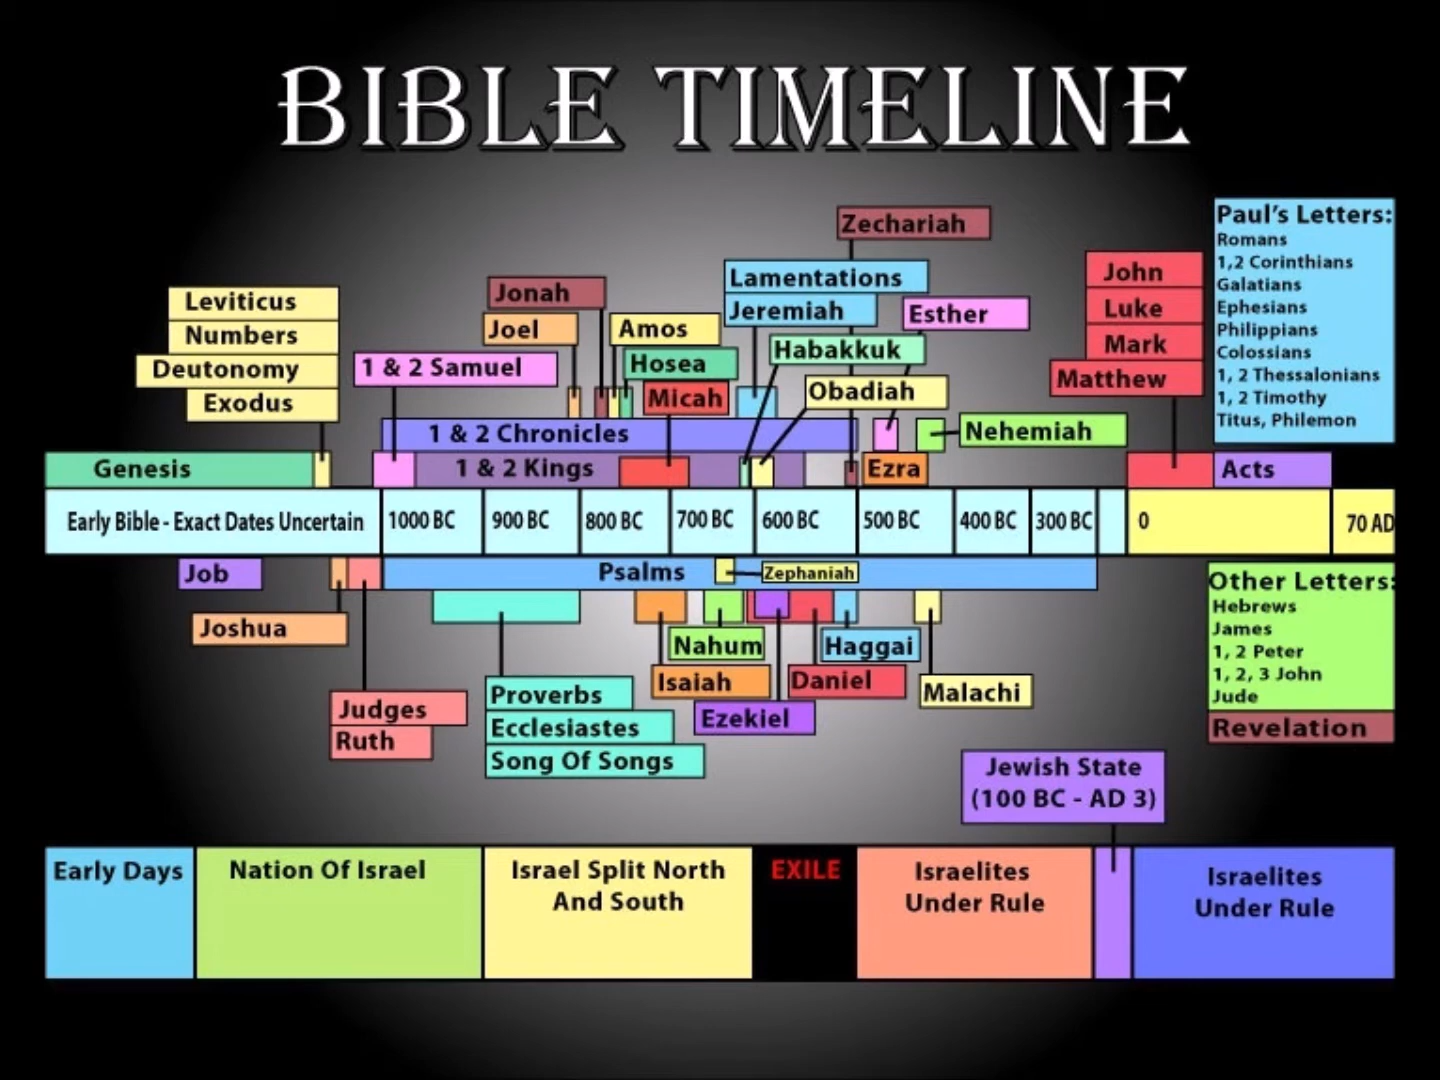 BIBLE TIMELINE
Zechariah
Paul's Letters:
Romans
1,2 Corinthians
Galatians
Ephesians
Philippians
Colossians
1, 2 Thessalonians
1, 2 Timothy
Titus, Philemon
Lamentations
Jeremiah
Esther
John
Luke
Mark
Matthew
Leviticus
Numbers
Deutonomy
Exodus
Jonah
Joel
Amos
Hosea
Micah
Habakkuk
Obadiah
1 & 2 Samuel
1 & 2 Chronicles
Nehemiah
Genesis
1 & 2 Kings
Ezra
Acts
Early Bible - Exact Dates Uncertain
1000 BC
900 BC
800 BC
700 BC
600 BC
500 BC
400 BC
300 BC
0
70 AD
Job
Psalms
Zephaniah
Joshua
Nahum
Haggai
Isaiah
Daniel
Ezekiel
Malachi
Judges
Ruth
Proverbs
Ecclesiastes
Song Of Songs
Other Letters:
Hebrews
James
1, 2 Peter
1, 2, 3 John
Jude
Revelation
Jewish State
(100 BC - AD 3)
Early Days
Nation Of Israel
Israel Split North
And South
EXILE
Israelites
Under Rule
Israelites
Under Rule